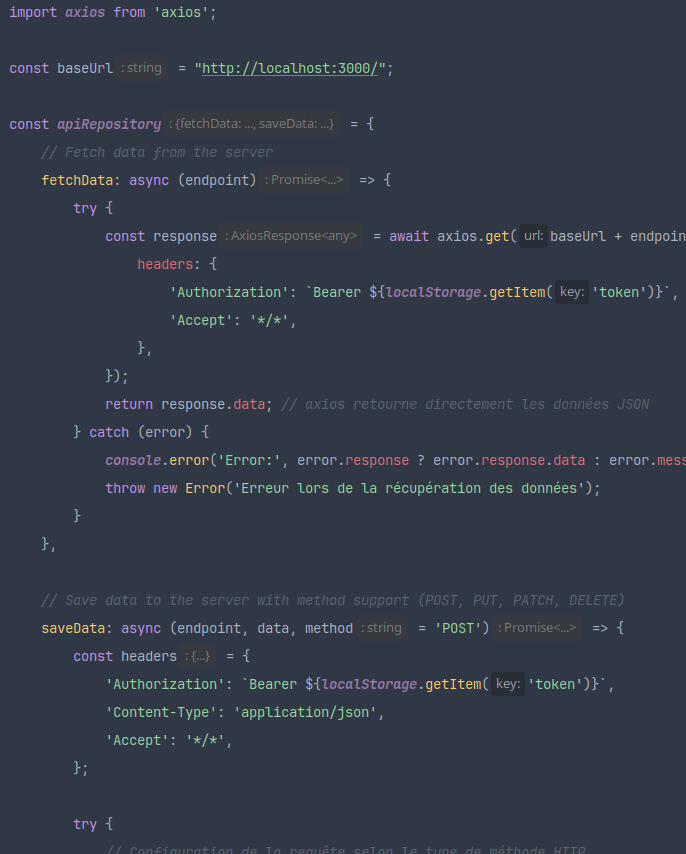 import axios from 'axios';
const baseUrl : string = "http://localhost:3000/";
const apiRepository : {fetchData: ..., saveData: ...} = {
// Fetch data from the server
fetchData: async (endpoint) : Promise<...> => {
try {
const response : AxiosResponse<any> = await axios.get( url: baseUrl + endpoin
headers: {
'Authorization': `Bearer ${localStorage.getItem( key: 'token')}`,
'Accept': '*/*',
},
});
return response.data; // axios retourne directement les données JSON
} catch (error) {
console.error('Error:', error.response ? error.response.data : error.mess
throw new Error('Erreur lors de la récupération des données');
}
},
// Save data to the server with method support (POST, PUT, PATCH, DELETE)
saveData: async (endpoint, data, method : string = 'POST') : Promise<...> => {
const headers : {...} = {
'Authorization': `Bearer ${localStorage.getItem( key: 'token')}`,
'Content-Type': 'application/json',
'Accept': '*/*',
};
try {
// Configuration de la requête selon le type de méthode HTTP